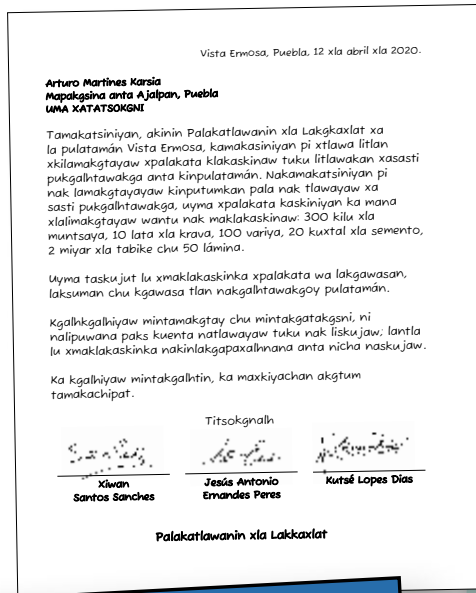 Vista Ermosa, Puebla, 12 xla abril xla 2020.
Arturo Martines Karsia
Mapakgsina anta Ajalpan, Puebla
UMA XATATSOKGNI
Tamakatsiniyan, akinin Palakatlawanin xla Lakgkaxlat xa
la pulatamán Vista Ermosa, kamakasiniyan pi xtlawa litlan
xkilamakgtayaw xpalakata klakaskinaw tuku litlawakan xasasti
pukgalhtawakga anta kinpulatamán. Nakamakatsiniyan pi
nak lamakgtayayaw kinputumkan pala nak tlawayaw xa
sasti pukgalhtawakga, uyma xpalakata kaskiniyan ka mana
xlalimakgtayaw wantu nak maklakaskinaw: 300 kilu xla
muntsaya, 10 lata xla krava, 100 variya, 20 kuxtal xla semento,
2 miyar xla tabike chu 50 lámina.
Uyma taskujut lu xmaklakaskinka xpalakata wa lakgawasan,
laksuman chu kgawasa tlan nakgalhtawakgoy pulatamán.
Kgalhkgalhiyaw mintamakgtay chu mintakgatakgsni, ni
nalipuwana paks kuenta natlawayaw tuku nak liskujaw; lantla
lu xmaklakaskinka nakinlakgapaxalhnana anta nicha naskujaw.
Ka kgalhiyaw mintakgalhtin, ka maxkiyachan akgtum
tamakachipat.
Titsokgnalh
Xiwan
Santos Sanches
Jesús Antonio
Ernandes Peres
Kutsé Lopes Dias
Palakatlawanin xla Lakkaxlat